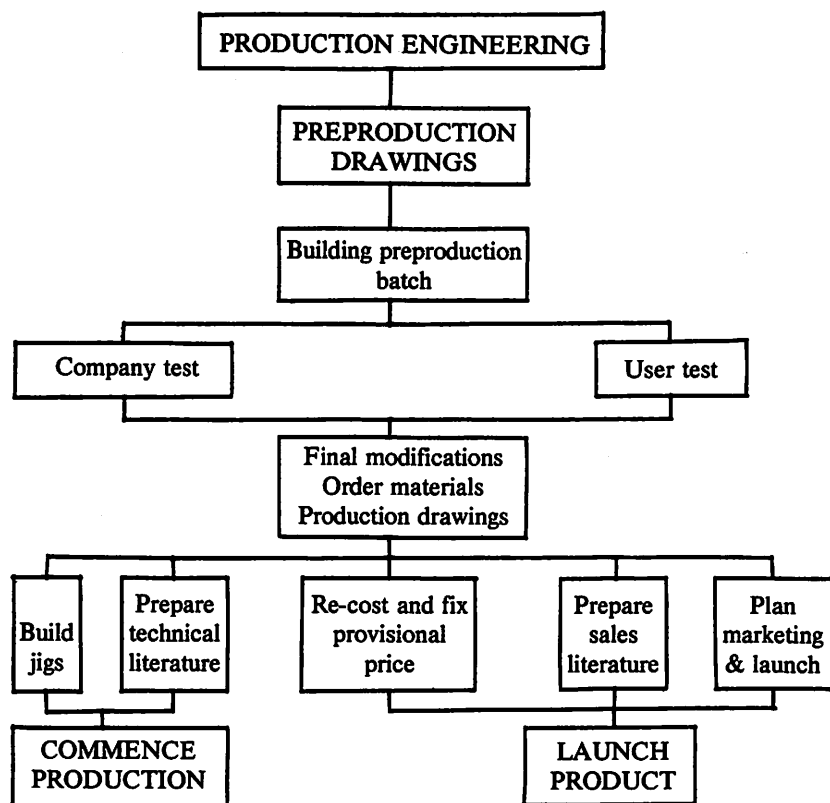 PRODUCTION ENGINEERING
PREPRODUCTION
DRAWINGS
Building preproduction
batch
Company test
User test
Final modifications
Order materials
Production drawings
Build
jigs
Prepare
technical
literature
Re-cost and fix
provisional
price
Prepare
sales
literature
Plan
marketing
& launch
COMMENCE
PRODUCTION
LAUNCH
PRODUCT